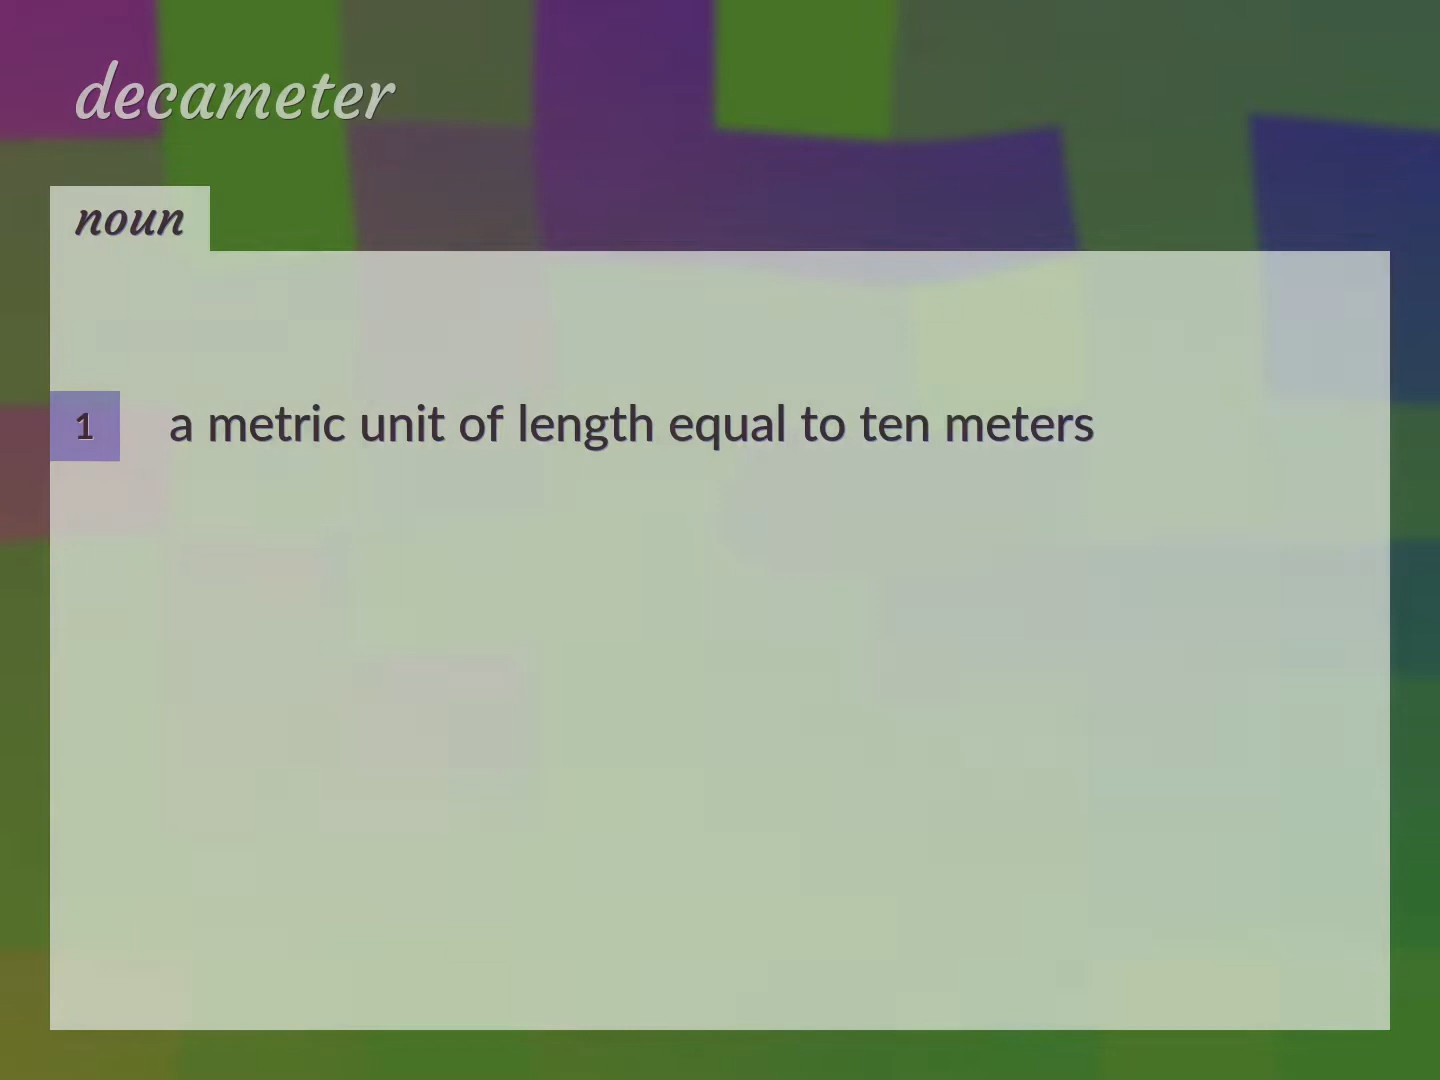 decameter
noun
1 a metric unit of length equal to ten meters